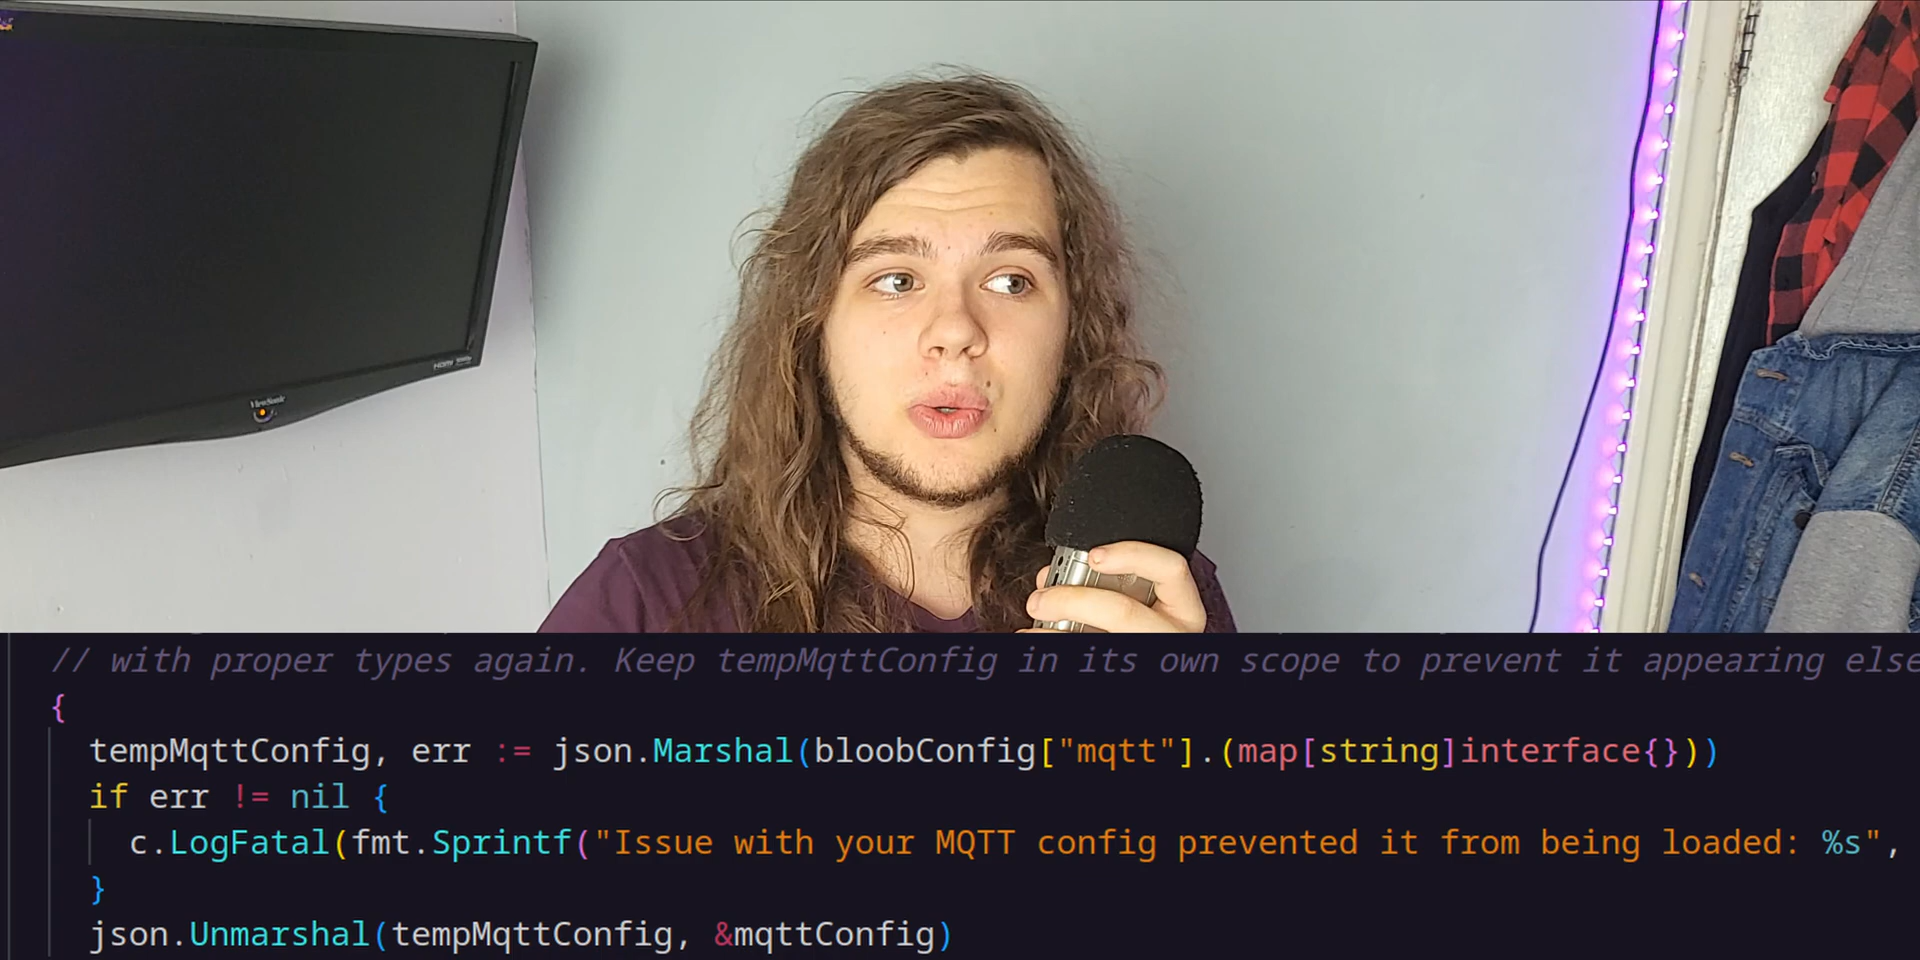 HDMI
ViewSonic
// with proper types again. Keep tempMqttConfig in its own scope to prevent it appearing else
{
tempMqttConfig, err := json.Marshal(bloobConfig["mqtt"].(map[string]interface{}))
if err != nil {
c.LogFatal(fmt.Sprintf("Issue with your MQTT config prevented it from being loaded: %s",
}
json.Unmarshal(tempMqttConfig, &mqttConfig)